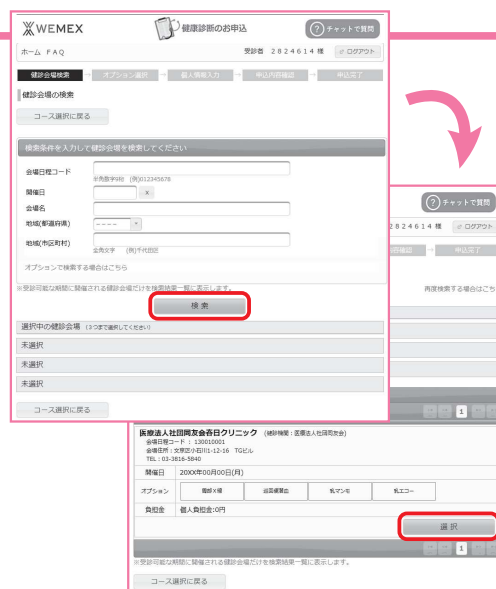 WEMEX
健康診断のお申込
? チャットで質問
ホーム FAQ
受診者 2824614 様
ログアウト
健診会場検索 → オプション選択 → 個人情報入力 → 申込内容確認 → 申込完了
健診会場の検索
コース選択に戻る
検索条件を入力して健診会場を検索してください
会場日程コード
半角数字9桁 (例)012345678
開催日
x
会場名
地域(都道府県)
----
地域(市区町村)
全角文字 (例)千代田区
オプションで検索する場合はこちら
※受診可能な期間に開催される健診会場だけを検索結果一覧に表示します。
検 索
選択中の健診会場 (3つまで選択してください)
未選択
未選択
未選択
コース選択に戻る
? チャットで質問
2824614 様
ログアウト
内容確認 → 申込完了
再度検索する場合はこち
1
医療法人社団同友会春日クリニック (健診機関:医療法人社団同友会)
会場日程コード : 130010001
会場住所 : 文京区小石川1-12-16 TGビル
TEL : 03-3816-5840
開催日 20XX年00月00日(月)
オプション 胸部X線 巡回便潜血 乳マンモ 乳エコー
負担金 個人負担金:0円
選 択
1
※受診可能な期間に開催される健診会場だけを検索結果一覧に表示します。
コース選択に戻る